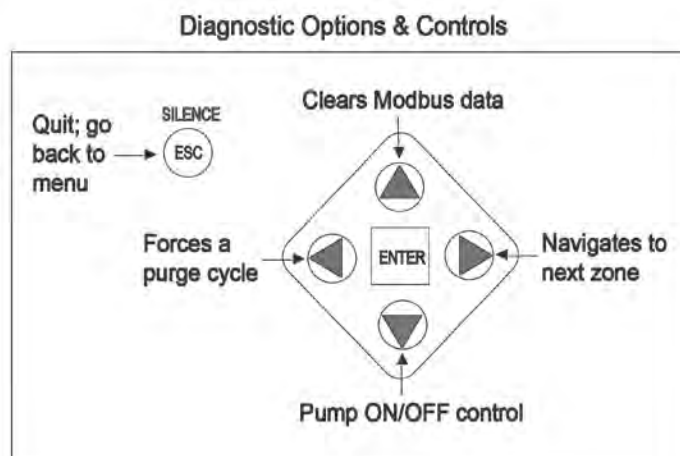 Diagnostic Options & Controls
SILENCE
Quit; go
back to
menu
ESC
Clears Modbus data
Forces a
purge cycle
ENTER
Navigates to
next zone
Pump ON/OFF control